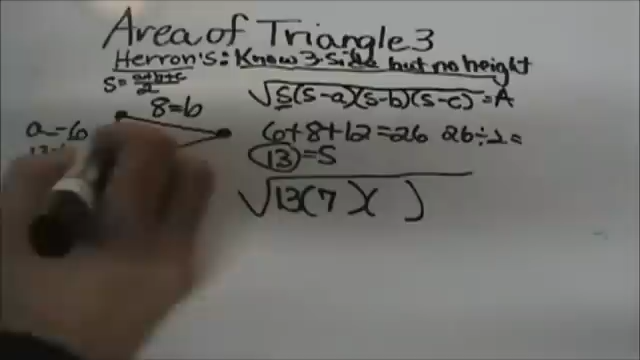 Area of Triangle 3
Herron's: Know 3 side but no height
S= a+b+c/2
√S(S-a)(S-b)(S-c) = A
8=b
a=6
6+8+12=26 26÷2=
13=S
√13(7)( )